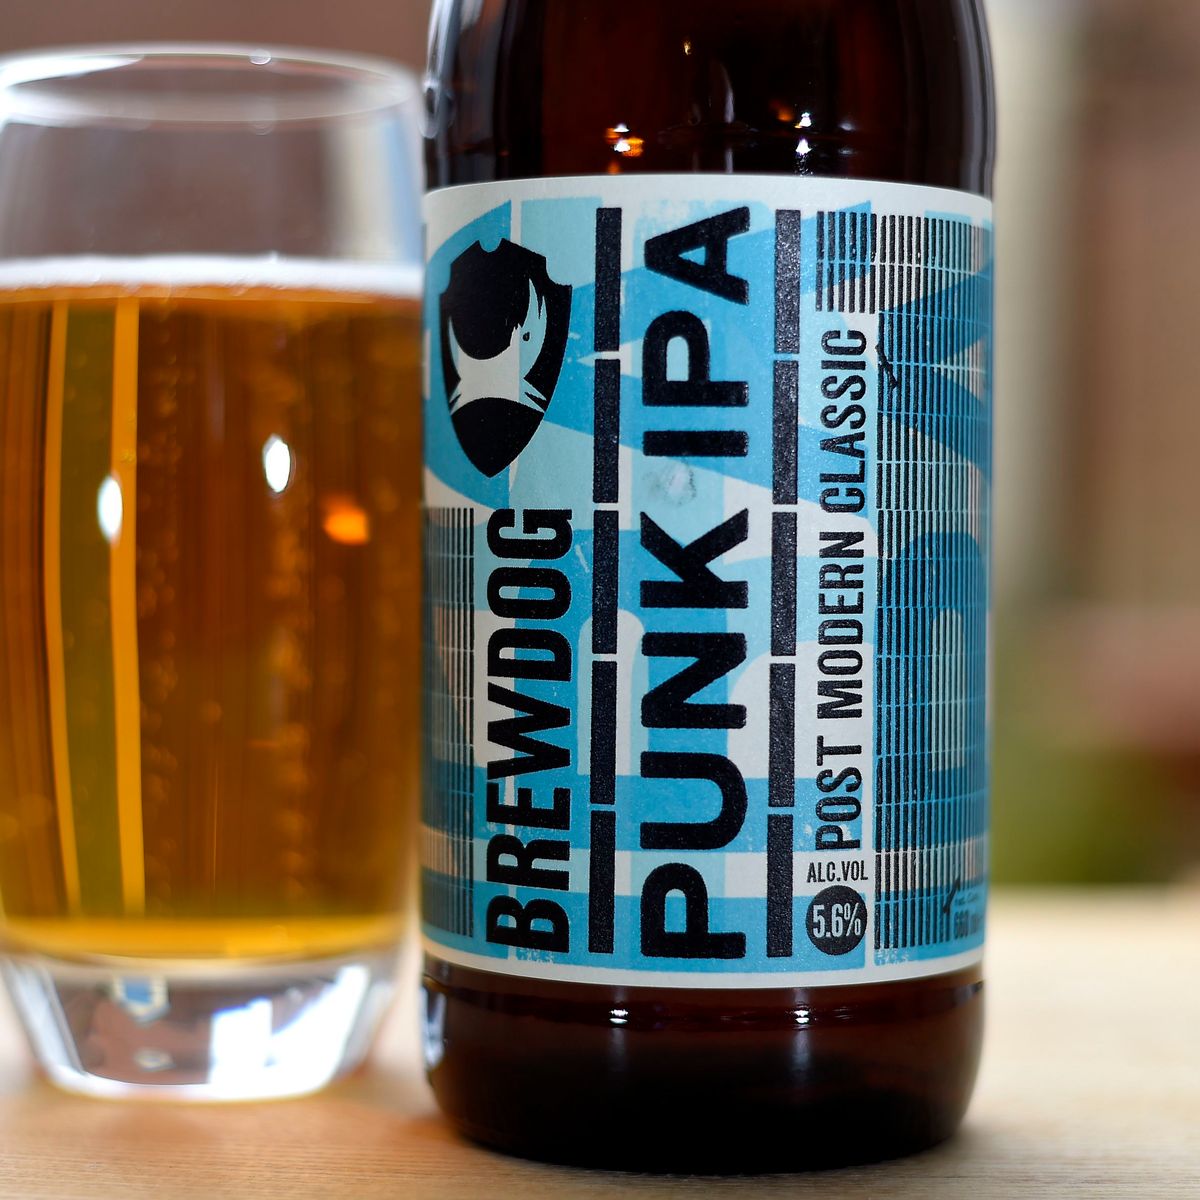 BREWDOG
PUNK IPA
POST MODERN CLASSIC
ALC.VOL
5.6%